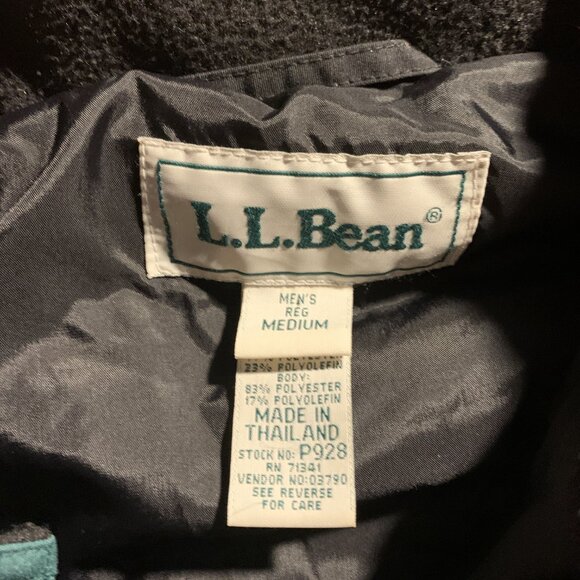 L.L.Bean®
MEN'S
REG
MEDIUM
POLYESTER
23% POLYOLEFIN
BODY:
83% POLYESTER
17% POLYOLEFIN
MADE IN
THAILAND
STOCK NO: P928
RN 71341
VENDOR NO:03790
SEE REVERSE
FOR CARE